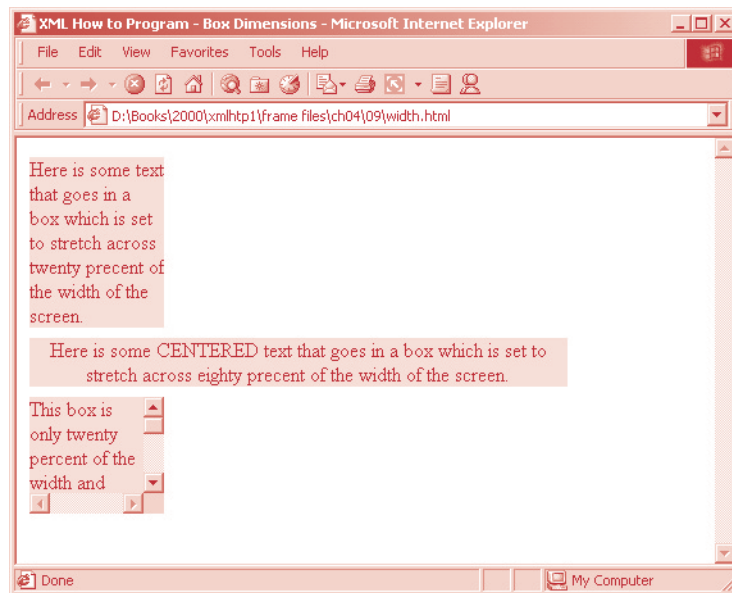 XML How to Program - Box Dimensions - Microsoft Internet Explorer
File Edit View Favorites Tools Help
Address D:\Books\2000\xmlhtp1\frame files\ch04\09\width.html
Here is some text
that goes in a
box which is set
to stretch across
twenty precent of
the width of the
screen.
Here is some CENTERED text that goes in a box which is set to
stretch across eighty precent of the width of the screen.
This box is
only twenty
percent of the
width and
Done My Computer